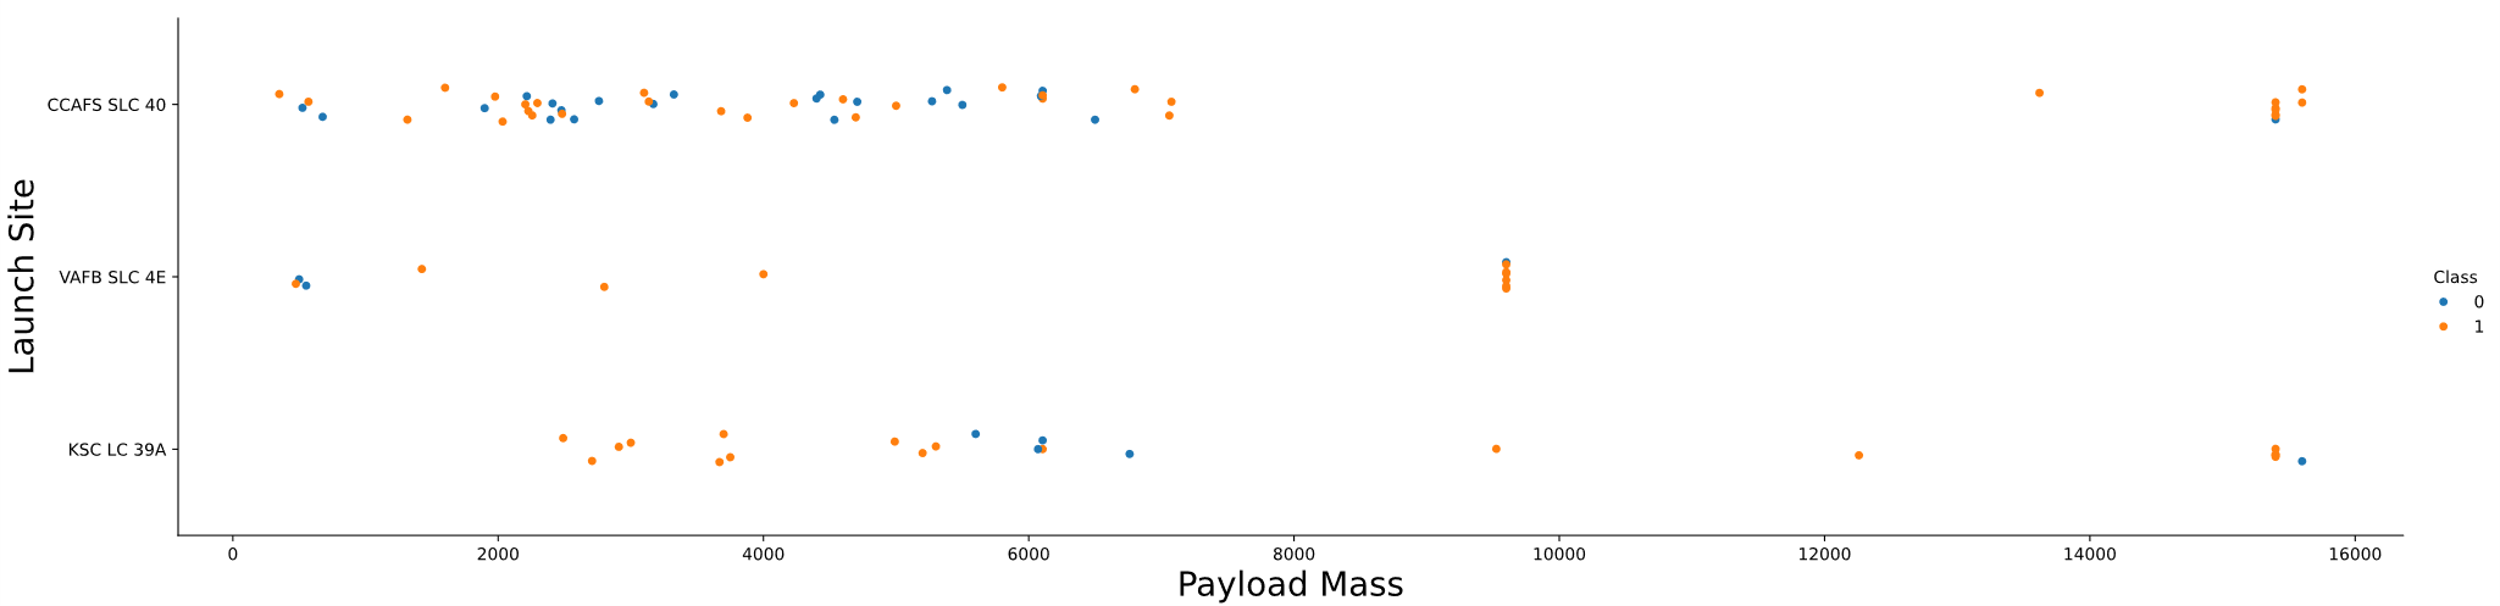 Launch Site
CCAFS SLC 40
VAFB SLC 4E
KSC LC 39A
0 2000 4000 6000 8000 10000 12000 14000 16000
Payload Mass
Class
0
1